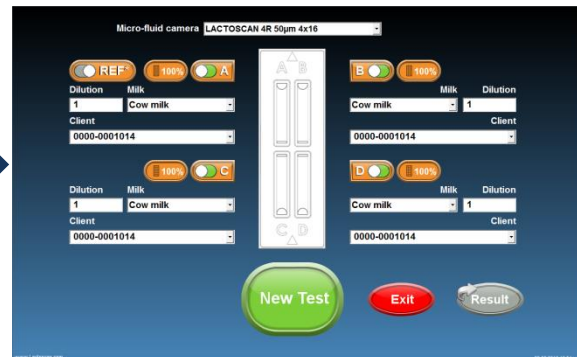 Micro-fluid camera LACTOSCAN 4R 50µm 4x16
REF* 100% A
A B
B 100%
Dilution Milk
1 Cow milk
Client
0000-0001014
Milk Dilution
Cow milk 1
Client
0000-0001014
100% C
D 100%
Dilution Milk
1 Cow milk
Client
0000-0001014
C D
Milk Dilution
Cow milk 1
Client
0000-0001014
New Test
Exit
Result